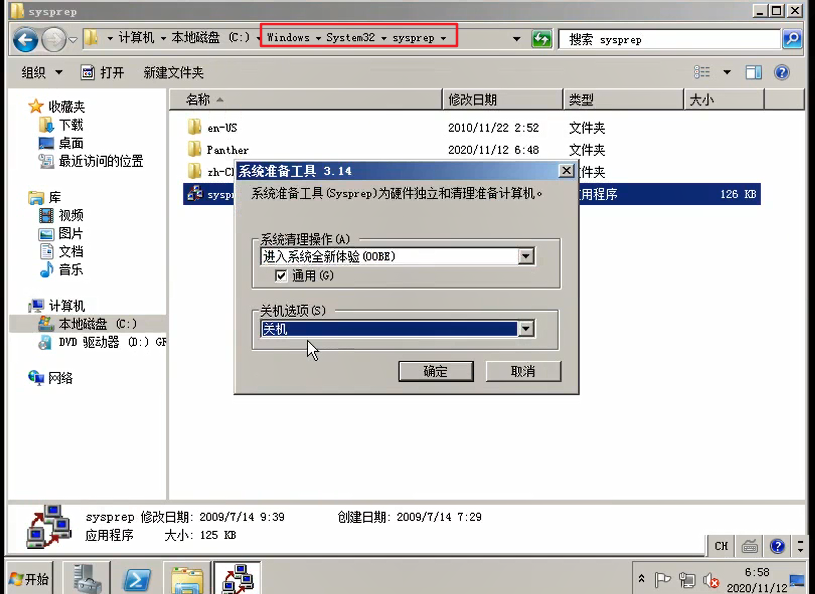 sysprep
计算机 本地磁盘 (C:) Windows System32 sysprep
搜索 sysprep
组织 打开 新建文件夹
名称 修改日期 类型 大小
收藏夹
下载
桌面
最近访问的位置
库
视频
图片
文档
音乐
计算机
本地磁盘 (C:)
DVD 驱动器 (D:)
网络
en-US 2010/11/22 2:52 文件夹
Panther 2020/11/12 6:48 文件夹
件夹
用程序 126 KB
系统准备工具 3.14
系统准备工具(Sysprep)为硬件独立和清理准备计算机。
系统清理操作(A)
进入系统全新体验(OOBE)
通用(G)
关机选项(S)
关机
确定 取消
sysprep 修改日期: 2009/7/14 9:39 创建日期: 2009/7/14 7:29
应用程序 大小: 125 KB
CH
开始
6:58
2020/11/12